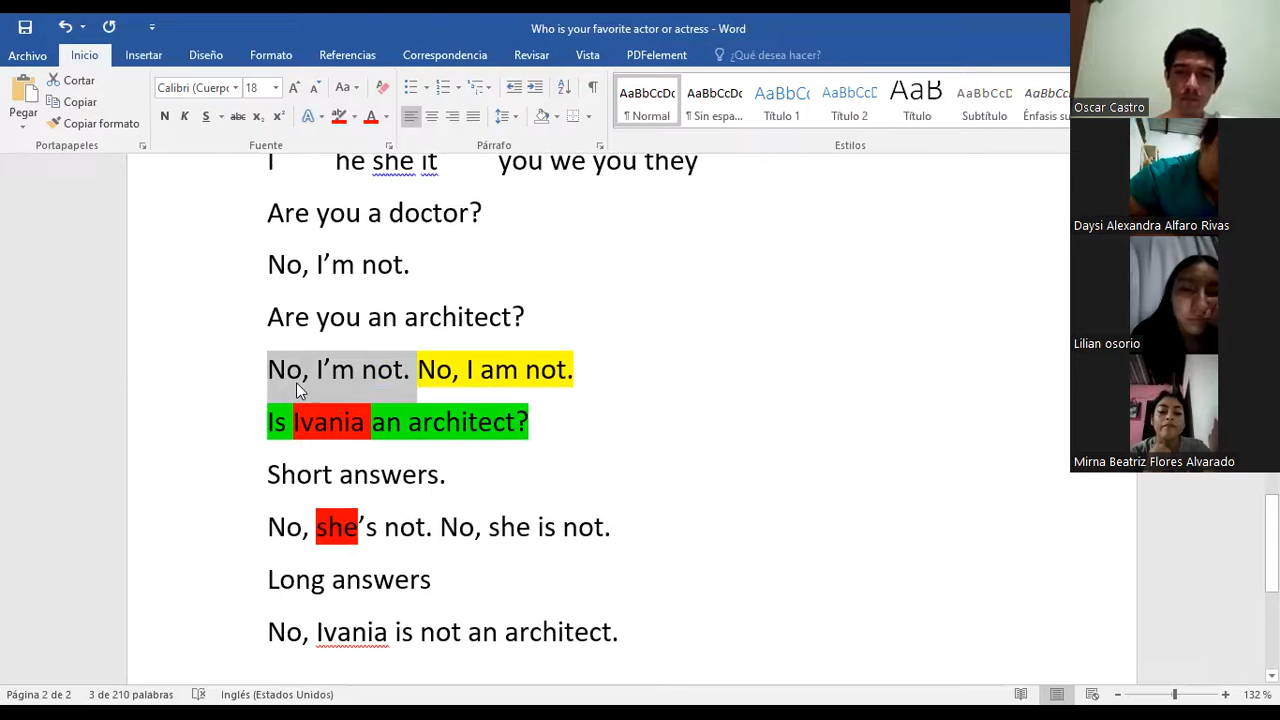 Who is your favorite actor or actress - Word
Archivo Inicio Insertar Diseño Formato Referencias Correspondencia Revisar Vista PDFelement ¿Qué desea hacer?
Pegar
Cortar
Copiar
Copiar formato
Calibri (Cuerpo 18
N K S abc x₂ x²
Portapapeles Fuente Párrafo Estilos
AaBbCcDc AaBbCcDc AaBbCc AaBbCcD AaB AaBbCcD AaBbCcD
¶ Normal ¶ Sin espa... Título 1 Título 2 Título Subtítulo Énfasis su
I he she it you we you they
Are you a doctor?
No, I’m not.
Are you an architect?
No, I’m not. No, I am not.
Is Ivania an architect?
Short answers.
No, she’s not. No, she is not.
Long answers
No, Ivania is not an architect.
Página 2 de 2 3 de 210 palabras Inglés (Estados Unidos) 132 %
Oscar Castro
Daysi Alexandra Alfaro Rivas
Lilian osorio
Mirna Beatriz Flores Alvarado